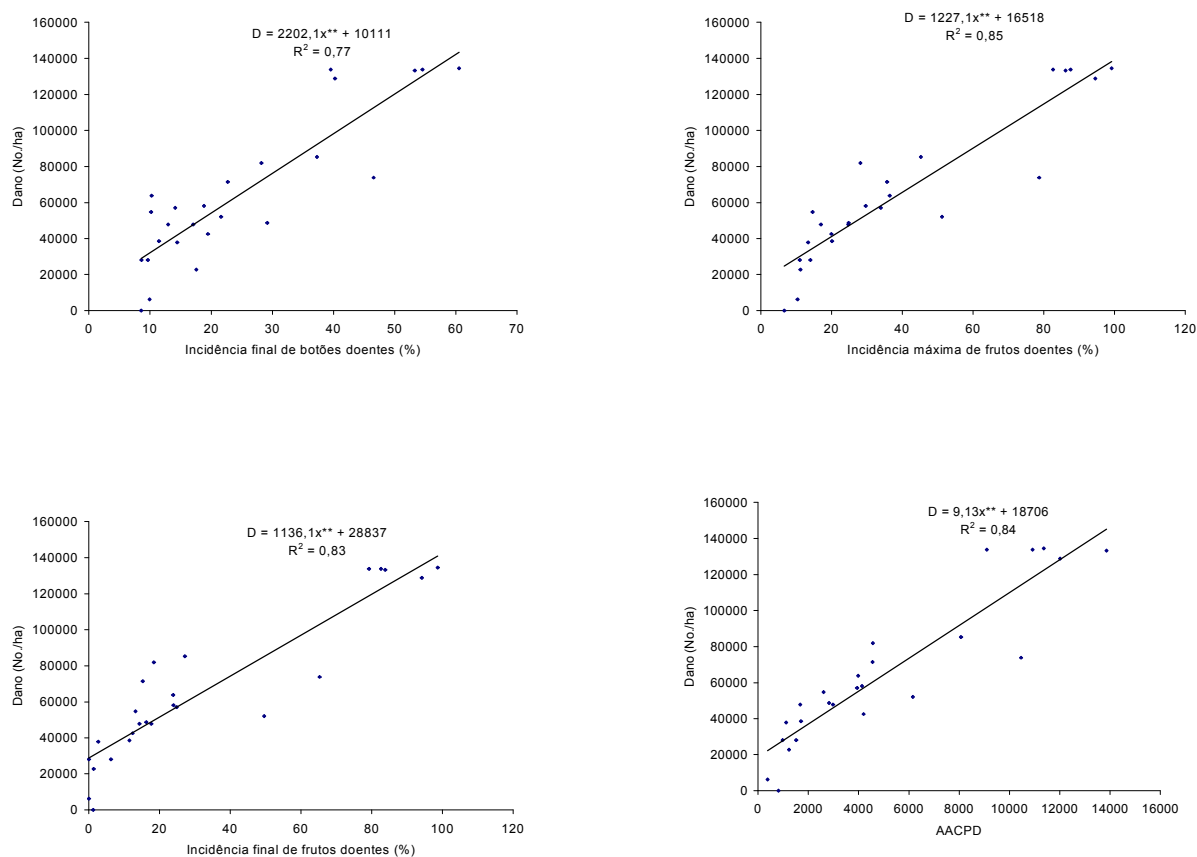 D = 2202,1x** + 10111
R² = 0,77
160000
140000
120000
100000
80000
60000
40000
20000
0
Dano (No./ha)
0 10 20 30 40 50 60 70
Incidência final de botões doentes (%)
D = 1227,1x** + 16518
R² = 0,85
160000
140000
120000
100000
80000
60000
40000
20000
0
Dano (No./ha)
0 20 40 60 80 100 120
Incidência máxima de frutos doentes (%)
D = 1136,1x** + 28837
R² = 0,83
160000
140000
120000
100000
80000
60000
40000
20000
0
Dano (No./ha)
0 20 40 60 80 100 120
Incidência final de frutos doentes (%)
D = 9,13x** + 18706
R² = 0,84
160000
140000
120000
100000
80000
60000
40000
20000
0
Dano (No./ha)
0 2000 4000 6000 8000 10000 12000 14000 16000
AACPD